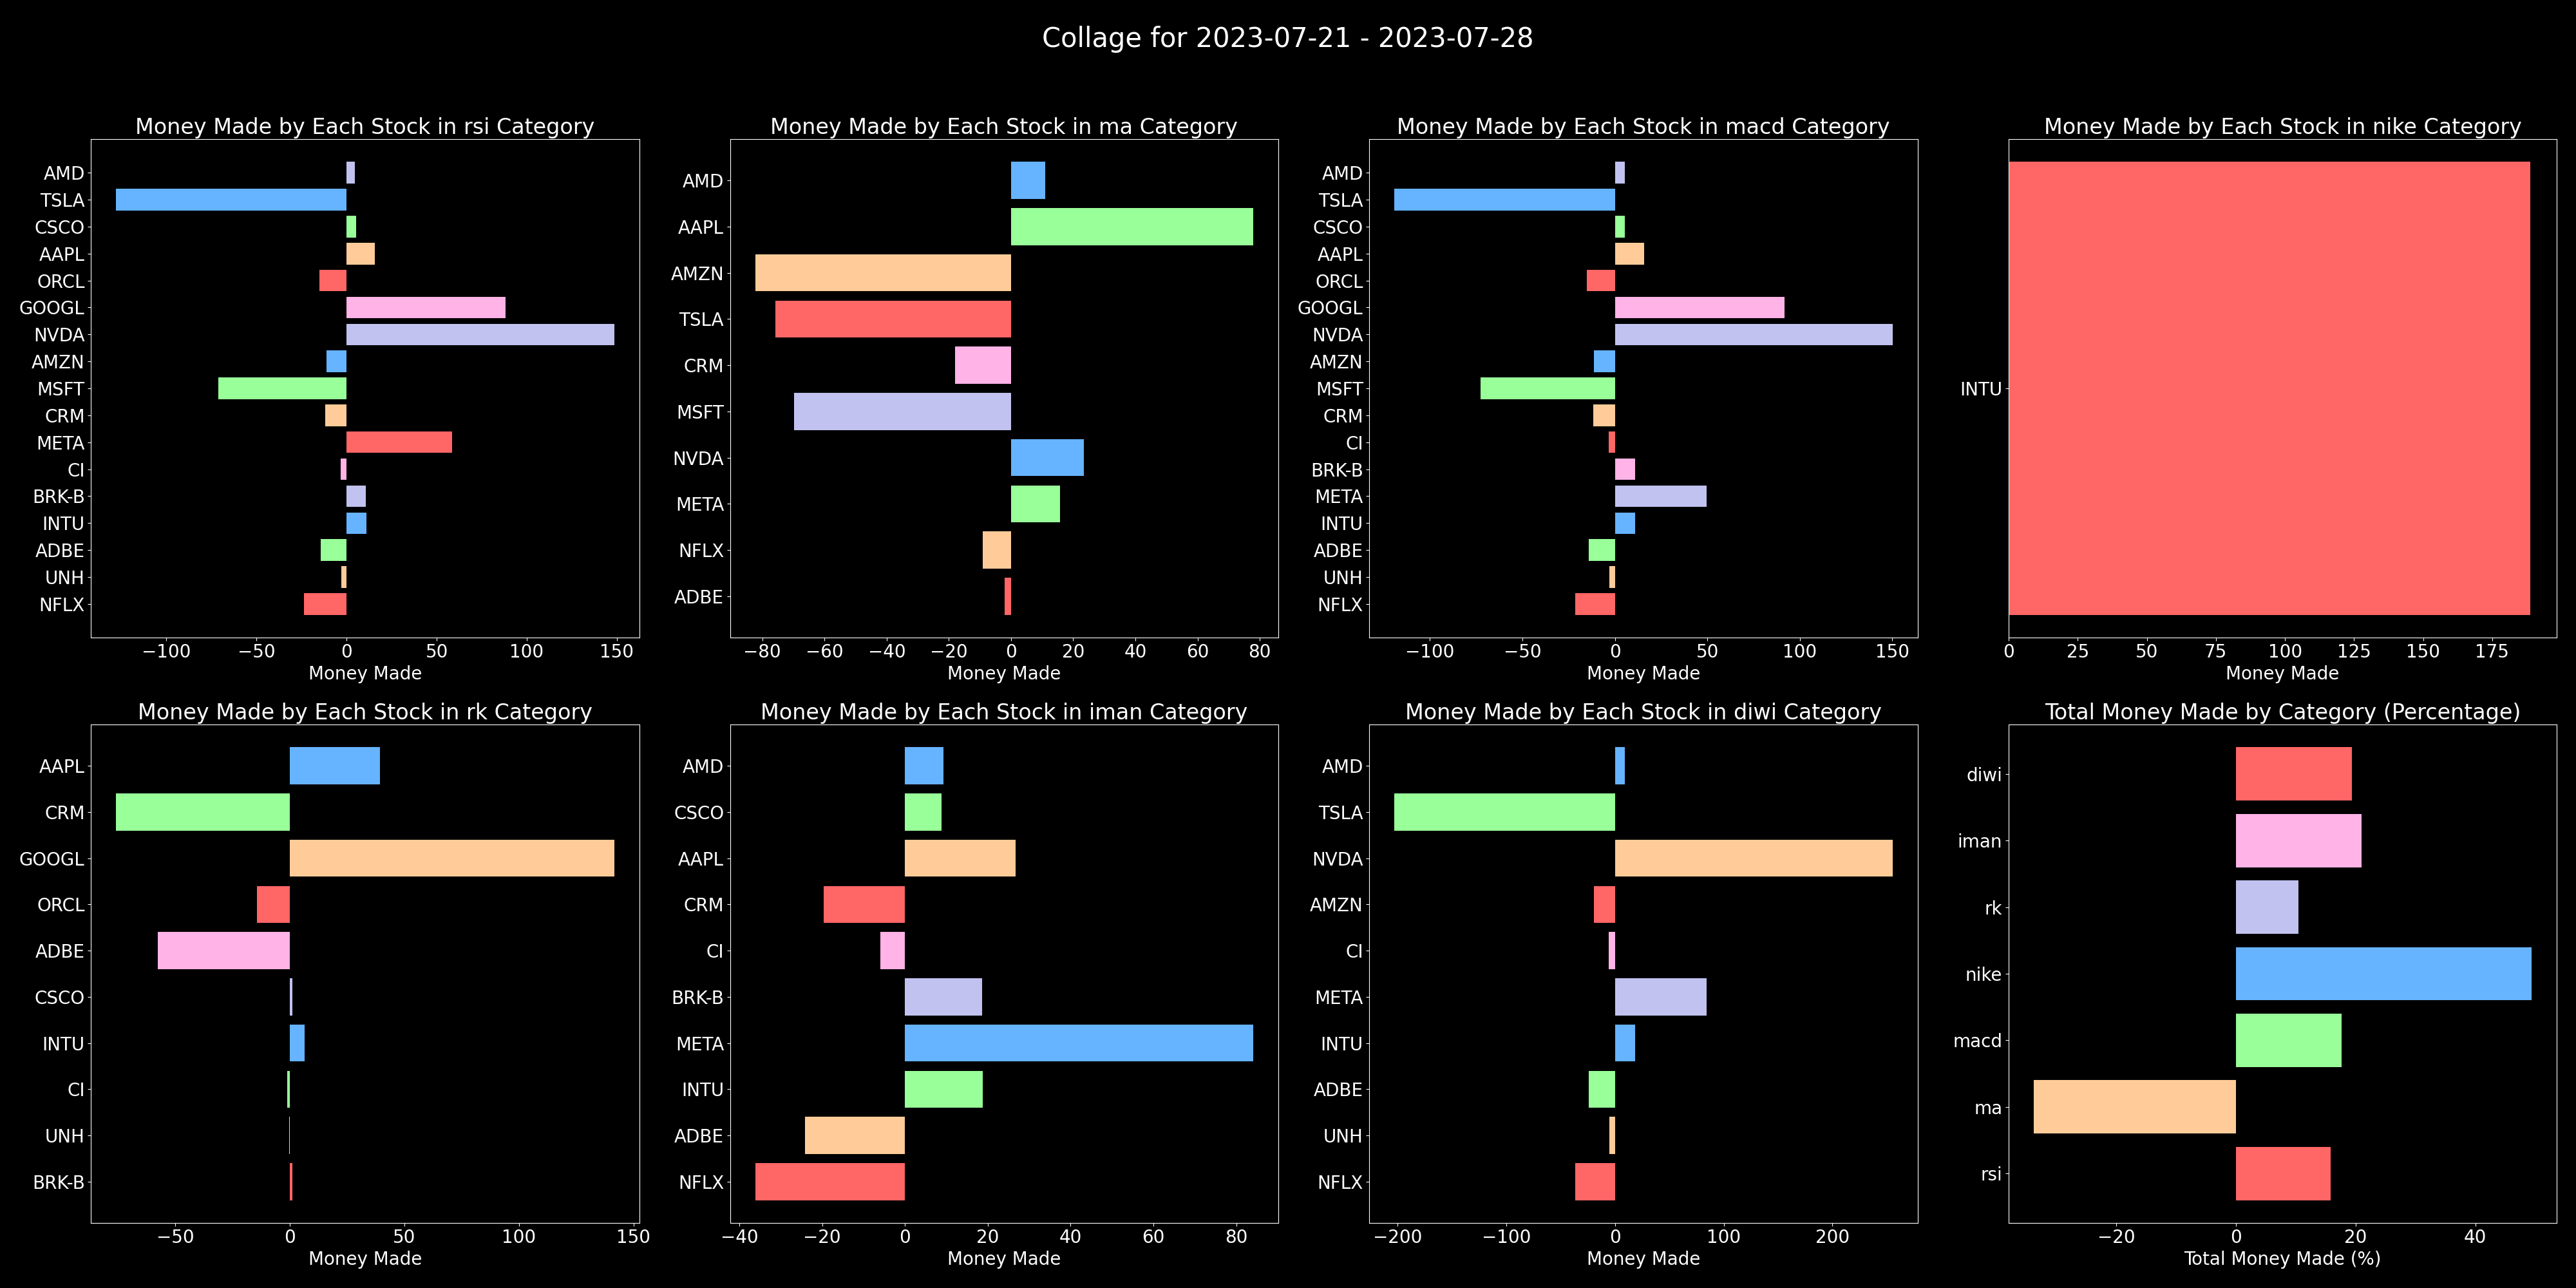 Collage for 2023-07-21 - 2023-07-28
Money Made by Each Stock in rsi Category
AMD
TSLA
CSCO
AAPL
ORCL
GOOGL
NVDA
AMZN
MSFT
CRM
META
CI
BRK-B
INTU
ADBE
UNH
NFLX
−100 −50 0 50 100 150
Money Made
Money Made by Each Stock in ma Category
AMD
AAPL
AMZN
TSLA
CRM
MSFT
NVDA
META
NFLX
ADBE
−80 −60 −40 −20 0 20 40 60 80
Money Made
Money Made by Each Stock in macd Category
AMD
TSLA
CSCO
AAPL
ORCL
GOOGL
NVDA
AMZN
MSFT
CRM
CI
BRK-B
META
INTU
ADBE
UNH
NFLX
−100 −50 0 50 100 150
Money Made
Money Made by Each Stock in nike Category
INTU
0 25 50 75 100 125 150 175
Money Made
Money Made by Each Stock in rk Category
AAPL
CRM
GOOGL
ORCL
ADBE
CSCO
INTU
CI
UNH
BRK-B
−50 0 50 100 150
Money Made
Money Made by Each Stock in iman Category
AMD
CSCO
AAPL
CRM
CI
BRK-B
META
INTU
ADBE
NFLX
−40 −20 0 20 40 60 80
Money Made
Money Made by Each Stock in diwi Category
AMD
TSLA
NVDA
AMZN
CI
META
INTU
ADBE
UNH
NFLX
−200 −100 0 100 200
Money Made
Total Money Made by Category (Percentage)
diwi
iman
rk
nike
macd
ma
rsi
−20 0 20 40
Total Money Made (%)